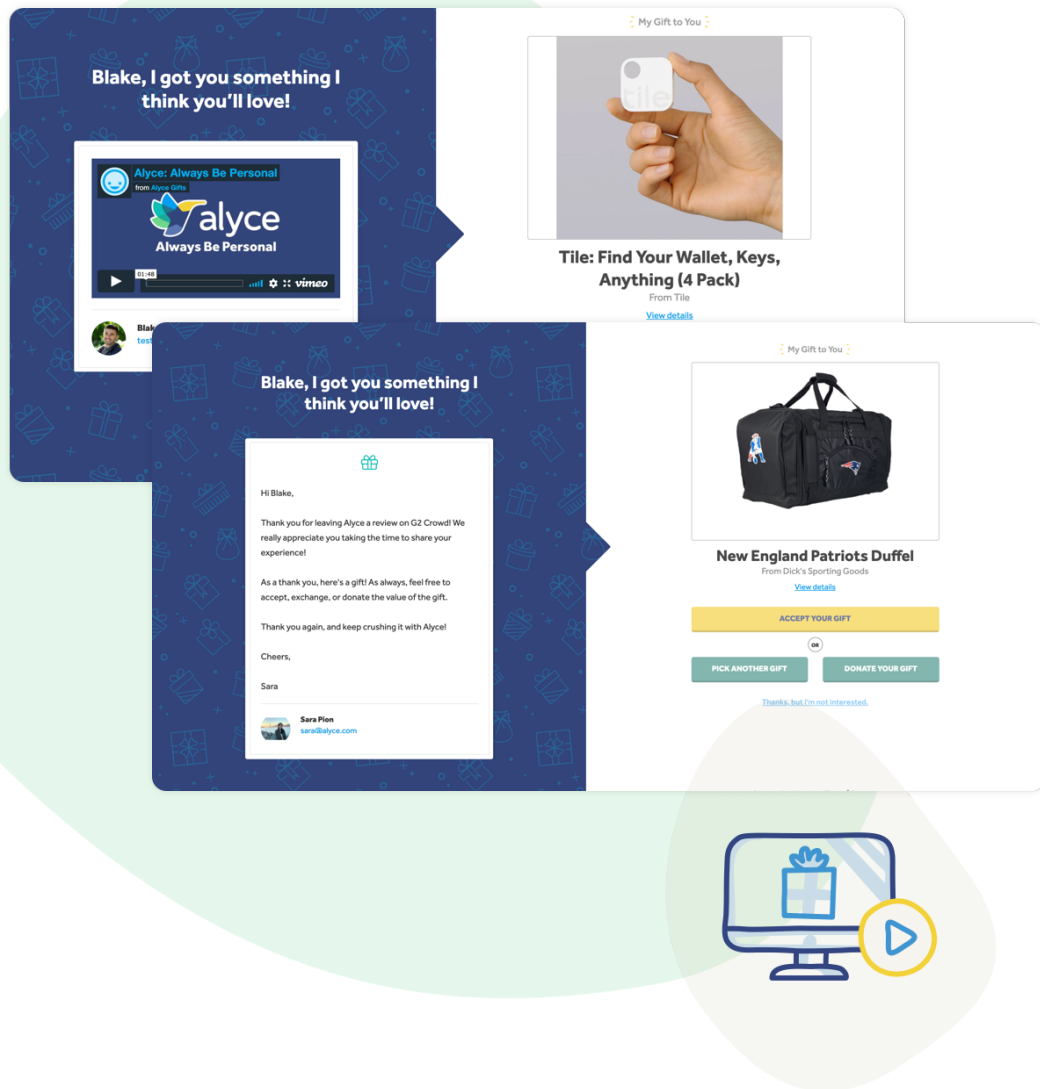 Blake, I got you something I
think you'll love!
Alyce: Always Be Personal
from Alyce Gifts
alyce
Always Be Personal
01:48
vimeo
My Gift to You
tile
Tile: Find Your Wallet, Keys,
Anything (4 Pack)
From Tile
View details
Blake, I got you something I
think you'll love!
Hi Blake,
Thank you for leaving Alyce a review on G2 Crowd! We
really appreciate you taking the time to share your
experience!
As a thank you, here's a gift! As always, feel free to
accept, exchange, or donate the value of the gift.
Thank you again, and keep crushing it with Alyce!
Cheers,
Sara
Sara Pion
sara@alyce.com
My Gift to You
New England Patriots Duffel
From Dick's Sporting Goods
View details
ACCEPT YOUR GIFT
OR
PICK ANOTHER GIFT
DONATE YOUR GIFT
Thanks, but I'm not interested.